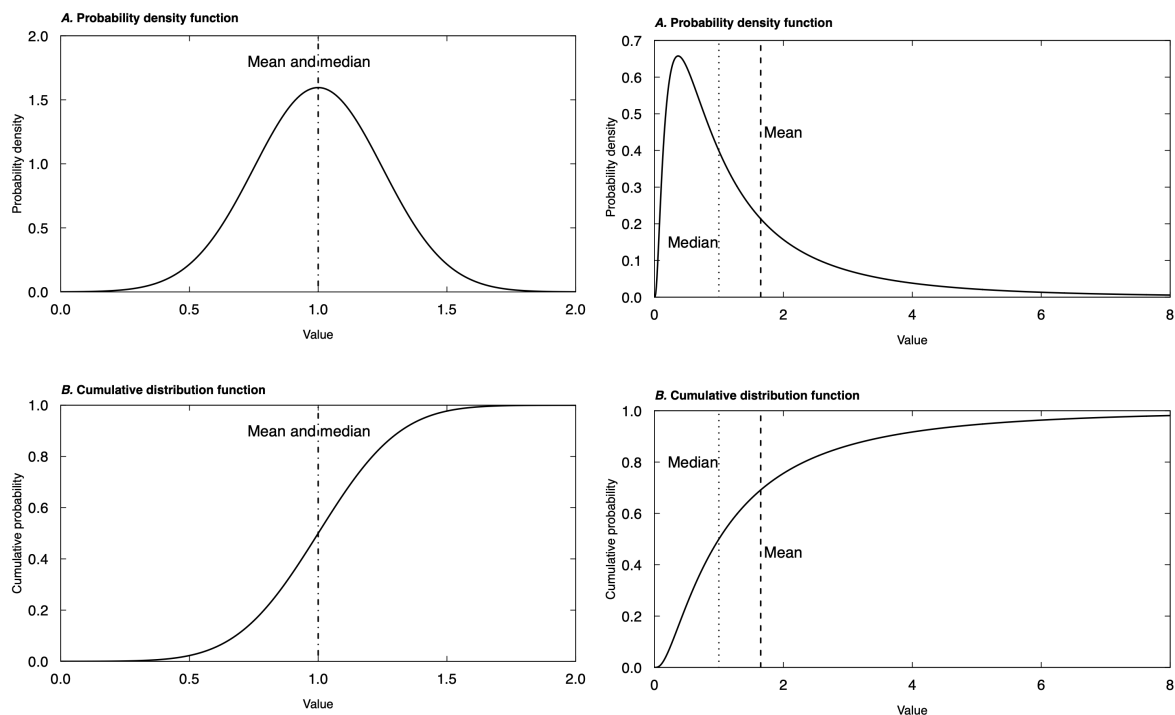 A. Probability density function
2.0
1.5
1.0
0.5
0.0
Probability density
Mean and median
0.0 0.5 1.0 1.5 2.0
Value
A. Probability density function
0.7
0.6
0.5
0.4
0.3
0.2
0.1
0.0
Probability density
Mean
Median
0 2 4 6 8
Value
B. Cumulative distribution function
1.0
0.8
0.6
0.4
0.2
0.0
Cumulative probability
Mean and median
0.0 0.5 1.0 1.5 2.0
Value
B. Cumulative distribution function
1.0
0.8
0.6
0.4
0.2
0.0
Cumulative probability
Median
Mean
0 2 4 6 8
Value